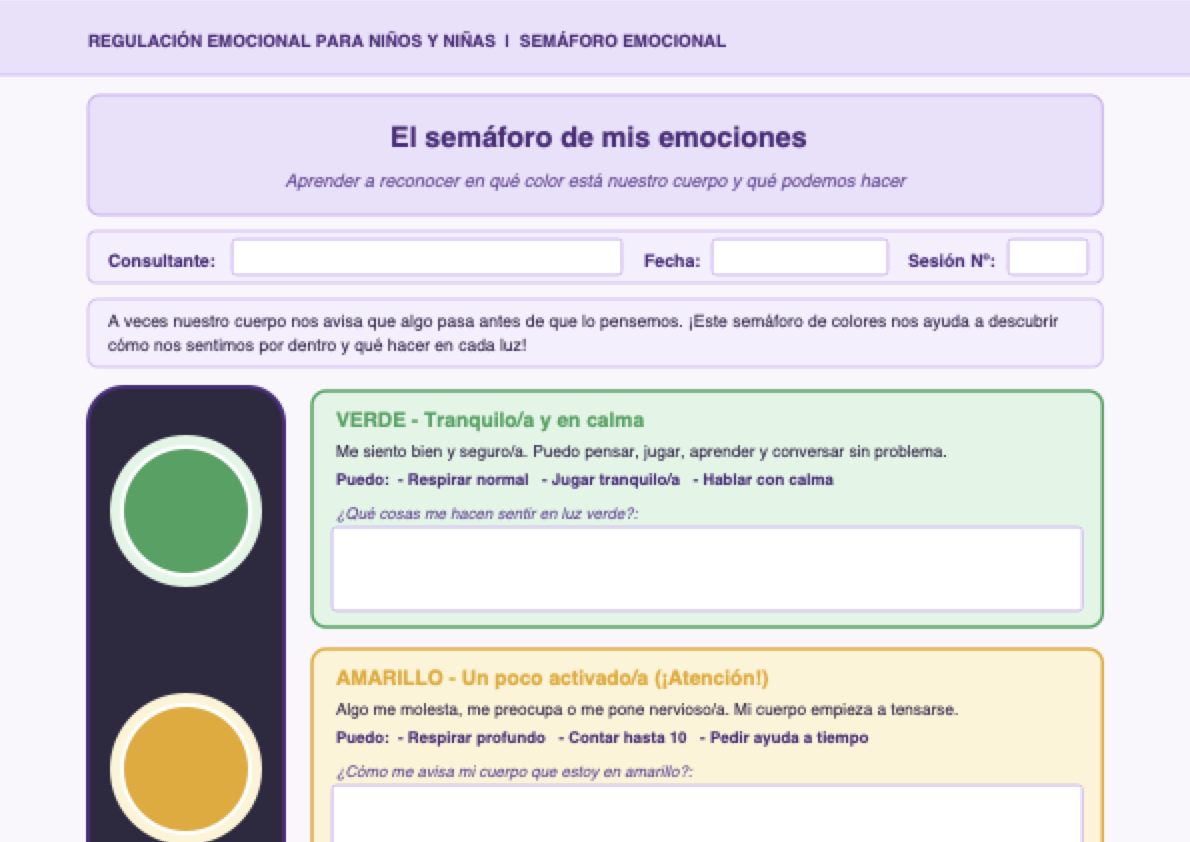 REGULACIÓN EMOCIONAL PARA NIÑOS Y NIÑAS | SEMÁFORO EMOCIONAL
El semáforo de mis emociones
Aprender a reconocer en qué color está nuestro cuerpo y qué podemos hacer
Consultante: Fecha: Sesión Nº:
A veces nuestro cuerpo nos avisa que algo pasa antes de que lo pensemos. ¡Este semáforo de colores nos ayuda a descubrir
cómo nos sentimos por dentro y qué hacer en cada luz!
VERDE - Tranquilo/a y en calma
Me siento bien y seguro/a. Puedo pensar, jugar, aprender y conversar sin problema.
Puedo: - Respirar normal - Jugar tranquilo/a - Hablar con calma
¿Qué cosas me hacen sentir en luz verde?:
AMARILLO - Un poco activado/a (¡Atención!)
Algo me molesta, me preocupa o me pone nervioso/a. Mi cuerpo empieza a tensarse.
Puedo: - Respirar profundo - Contar hasta 10 - Pedir ayuda a tiempo
¿Cómo me avisa mi cuerpo que estoy en amarillo?: